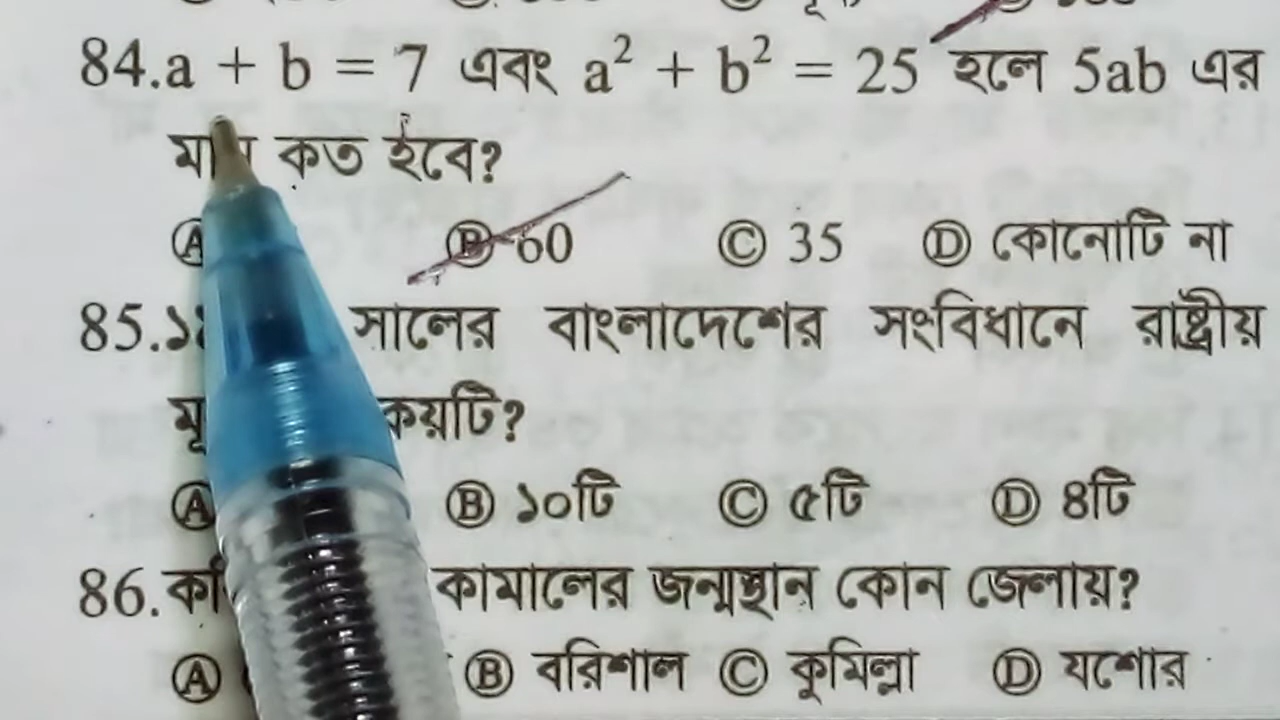 84. a + b = 7 এবং a² + b² = 25 হলে 5ab এর
কত হবে?
Ⓐ Ⓑ 60 Ⓒ 35 Ⓓ কোনোটি না
85. সালের বাংলাদেশের সংবিধানে রাষ্ট্রীয়
কয়টি?
Ⓐ Ⓑ ১০টি Ⓒ ৫টি Ⓓ ৪টি
86. কামালের জন্মস্থান কোন জেলায়?
Ⓐ Ⓑ বরিশাল Ⓒ কুমিল্লা Ⓓ যশোর